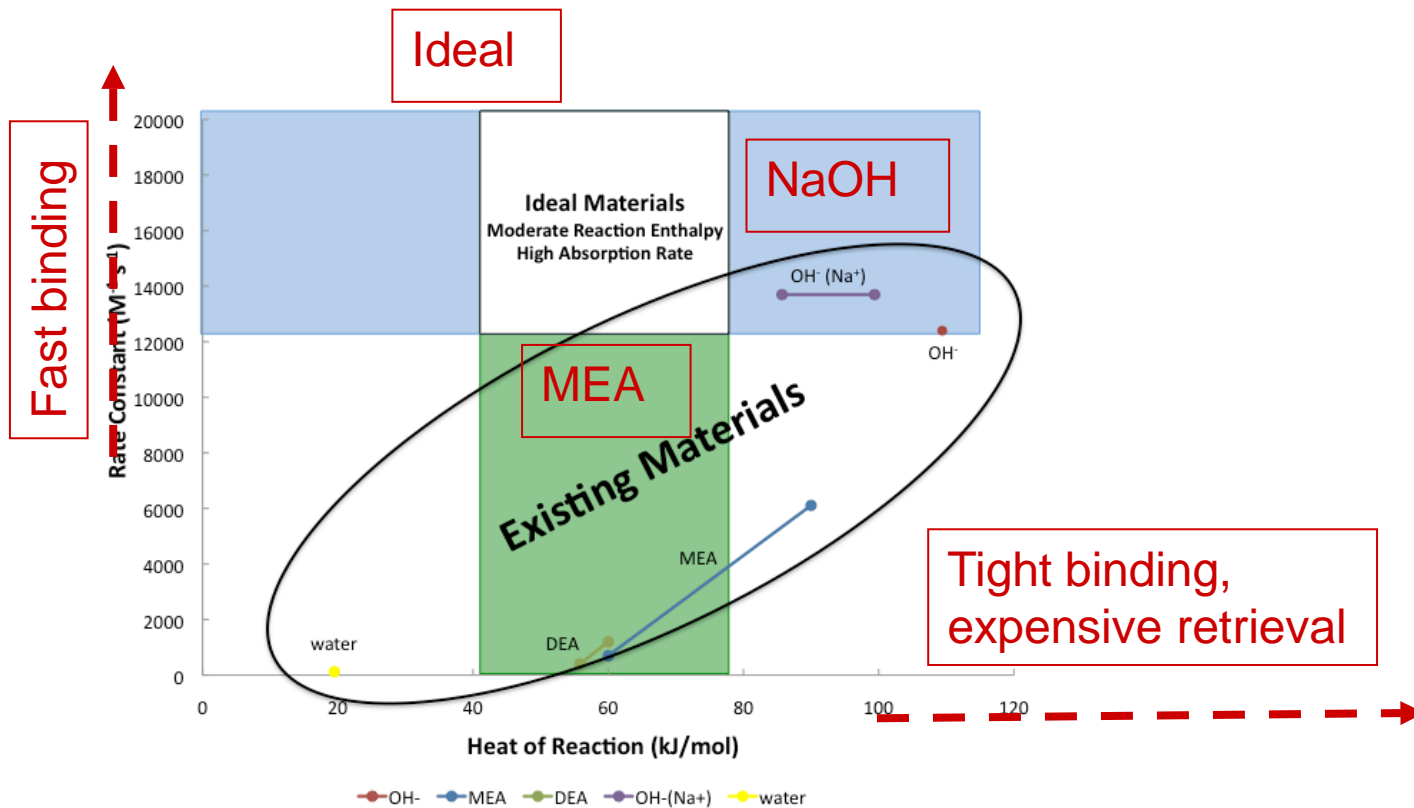 Ideal
Fast binding
Rate Constant (M⁻¹s⁻¹)
20000
18000
16000
14000
12000
10000
8000
6000
4000
2000
0
Ideal Materials
Moderate Reaction Enthalpy
High Absorption Rate
NaOH
OH⁻ (Na⁺)
OH⁻
MEA
Existing Materials
MEA
DEA
water
Tight binding,
expensive retrieval
0 20 40 60 80 100 120
Heat of Reaction (kJ/mol)
OH- MEA DEA OH-(Na+) water